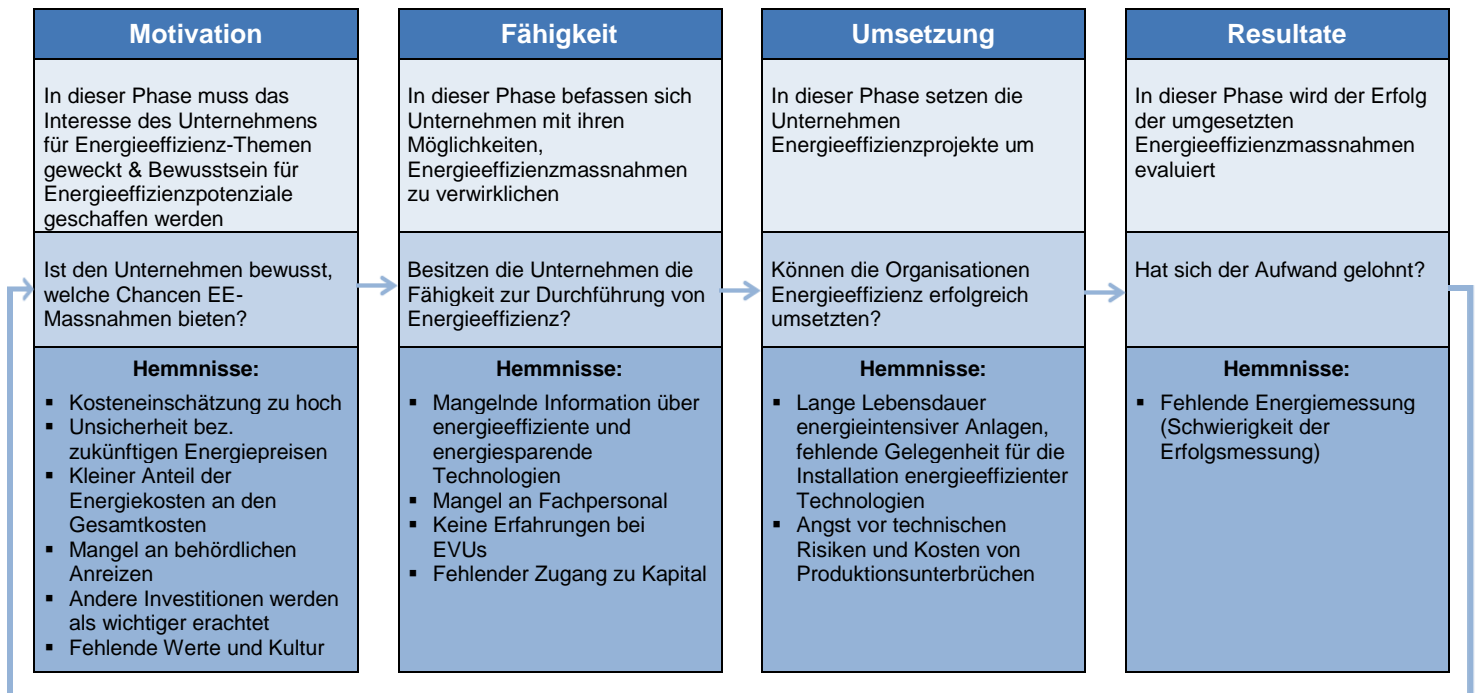 Motivation
In dieser Phase muss das
Interesse des Unternehmens
für Energieeffizienz-Themen
geweckt & Bewusstsein für
Energieeffizienzpotenziale
geschaffen werden
Ist den Unternehmen bewusst,
welche Chancen EE-
Massnahmen bieten?
Hemmnisse:
▪ Kosteneinschätzung zu hoch
▪ Unsicherheit bez.
zukünftigen Energiepreisen
▪ Kleiner Anteil der
Energiekosten an den
Gesamtkosten
▪ Mangel an behördlichen
Anreizen
▪ Andere Investitionen werden
als wichtiger erachtet
▪ Fehlende Werte und Kultur
Fähigkeit
In dieser Phase befassen sich
Unternehmen mit ihren
Möglichkeiten,
Energieeffizienzmassnahmen
zu verwirklichen
Besitzen die Unternehmen die
Fähigkeit zur Durchführung von
Energieeffizienz?
Hemmnisse:
▪ Mangelnde Information über
energieeffiziente und
energiesparende
Technologien
▪ Mangel an Fachpersonal
▪ Keine Erfahrungen bei
EVUs
▪ Fehlender Zugang zu Kapital
Umsetzung
In dieser Phase setzen die
Unternehmen
Energieeffizienzprojekte um
Können die Organisationen
Energieeffizienz erfolgreich
umsetzten?
Hemmnisse:
▪ Lange Lebensdauer
energieintensiver Anlagen,
fehlende Gelegenheit für die
Installation energieeffizienter
Technologien
▪ Angst vor technischen
Risiken und Kosten von
Produktionsunterbrüchen
Resultate
In dieser Phase wird der Erfolg
der umgesetzten
Energieeffizienzmassnahmen
evaluiert
Hat sich der Aufwand gelohnt?
Hemmnisse:
▪ Fehlende Energiemessung
(Schwierigkeit der
Erfolgsmessung)